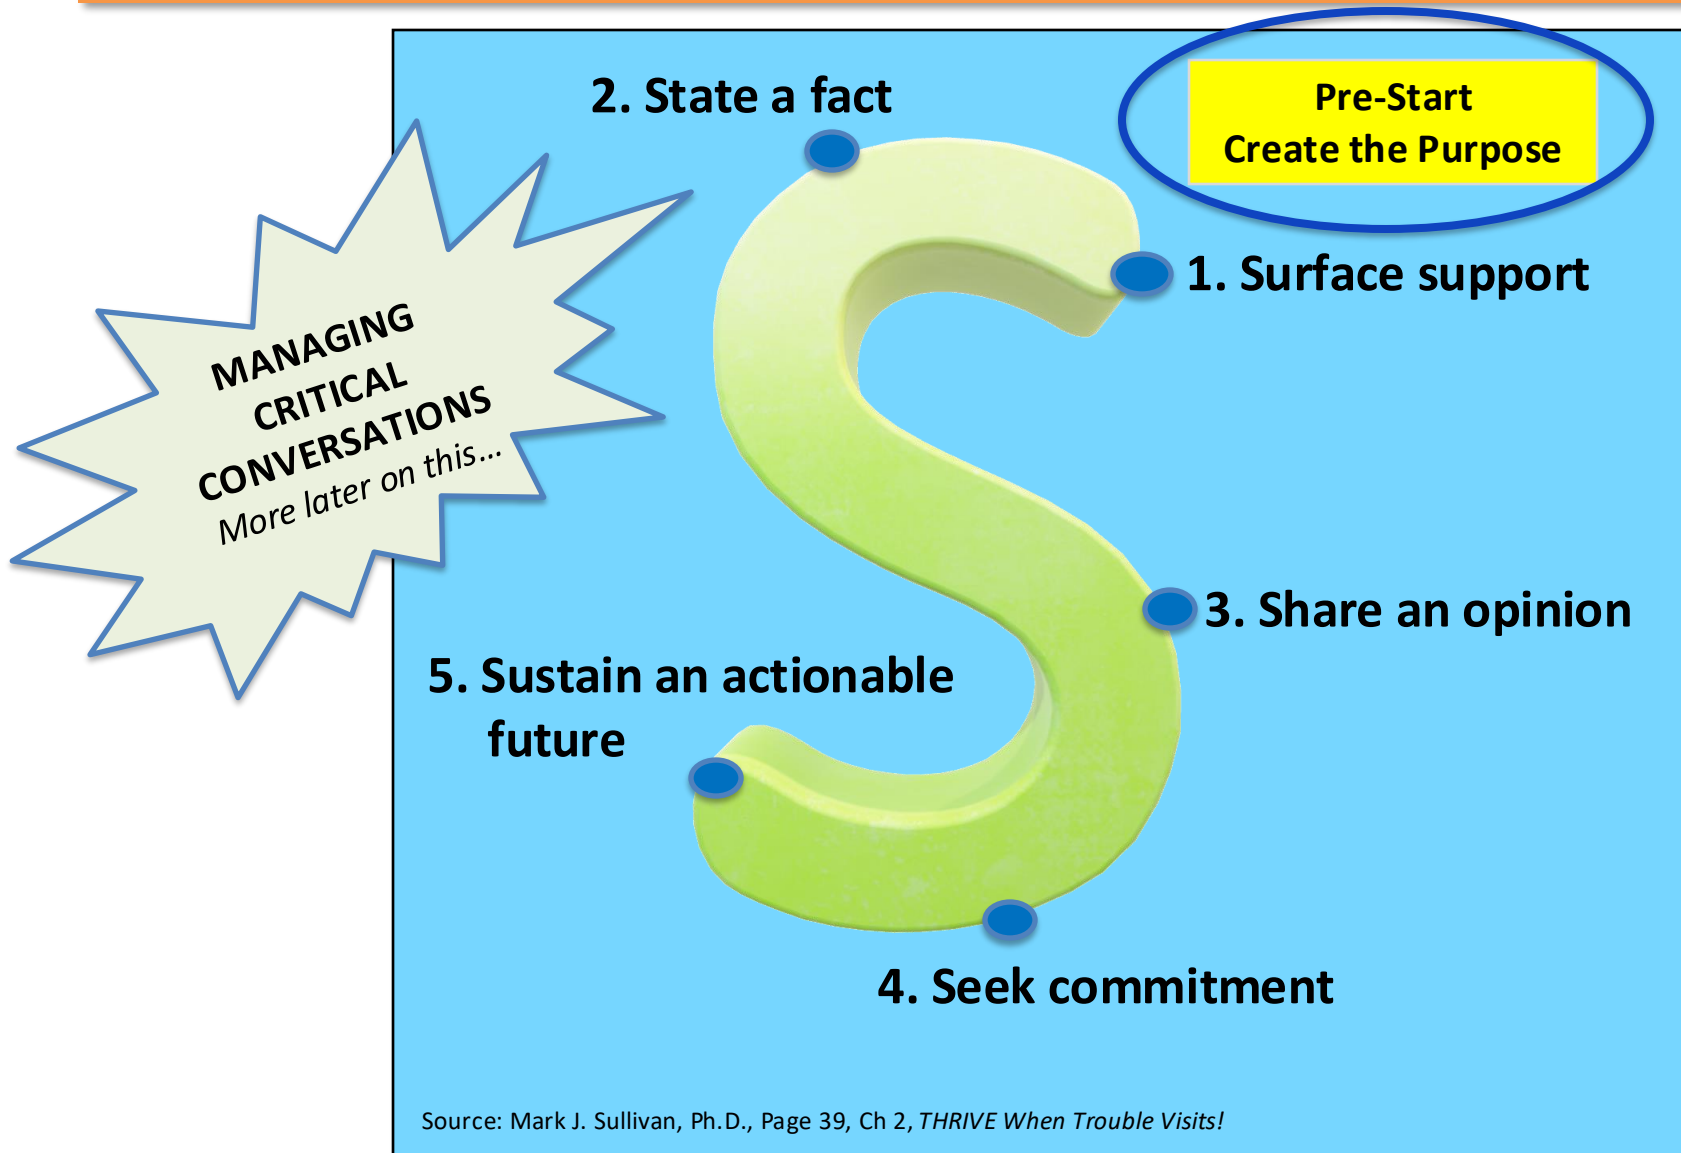 Pre-Start
Create the Purpose
2. State a fact
1. Surface support
MANAGING
CRITICAL
CONVERSATIONS
More later on this...
3. Share an opinion
5. Sustain an actionable
future
4. Seek commitment
Source: Mark J. Sullivan, Ph.D., Page 39, Ch 2, THRIVE When Trouble Visits!